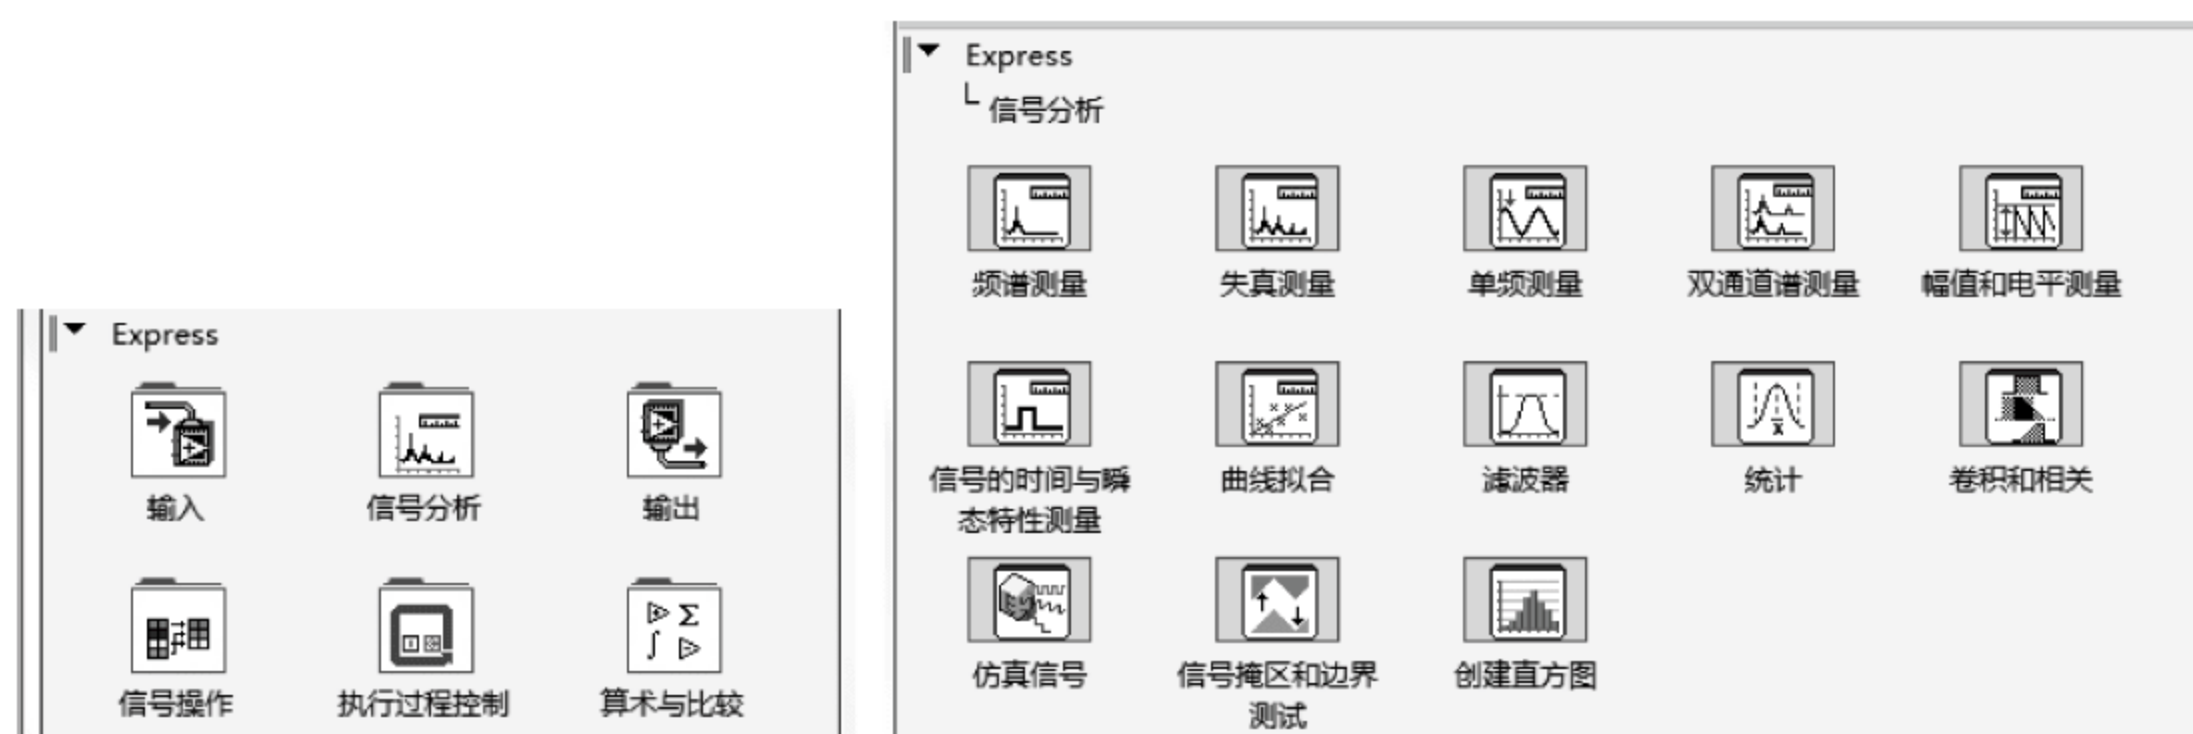 Express
输入
信号分析
输出
信号操作
执行过程控制
算术与比较
Express
信号分析
频谱测量
失真测量
单频测量
双通道谱测量
幅值和电平测量
信号的时间与瞬
态特性测量
曲线拟合
滤波器
统计
卷积和相关
仿真信号
信号掩区和边界
测试
创建直方图